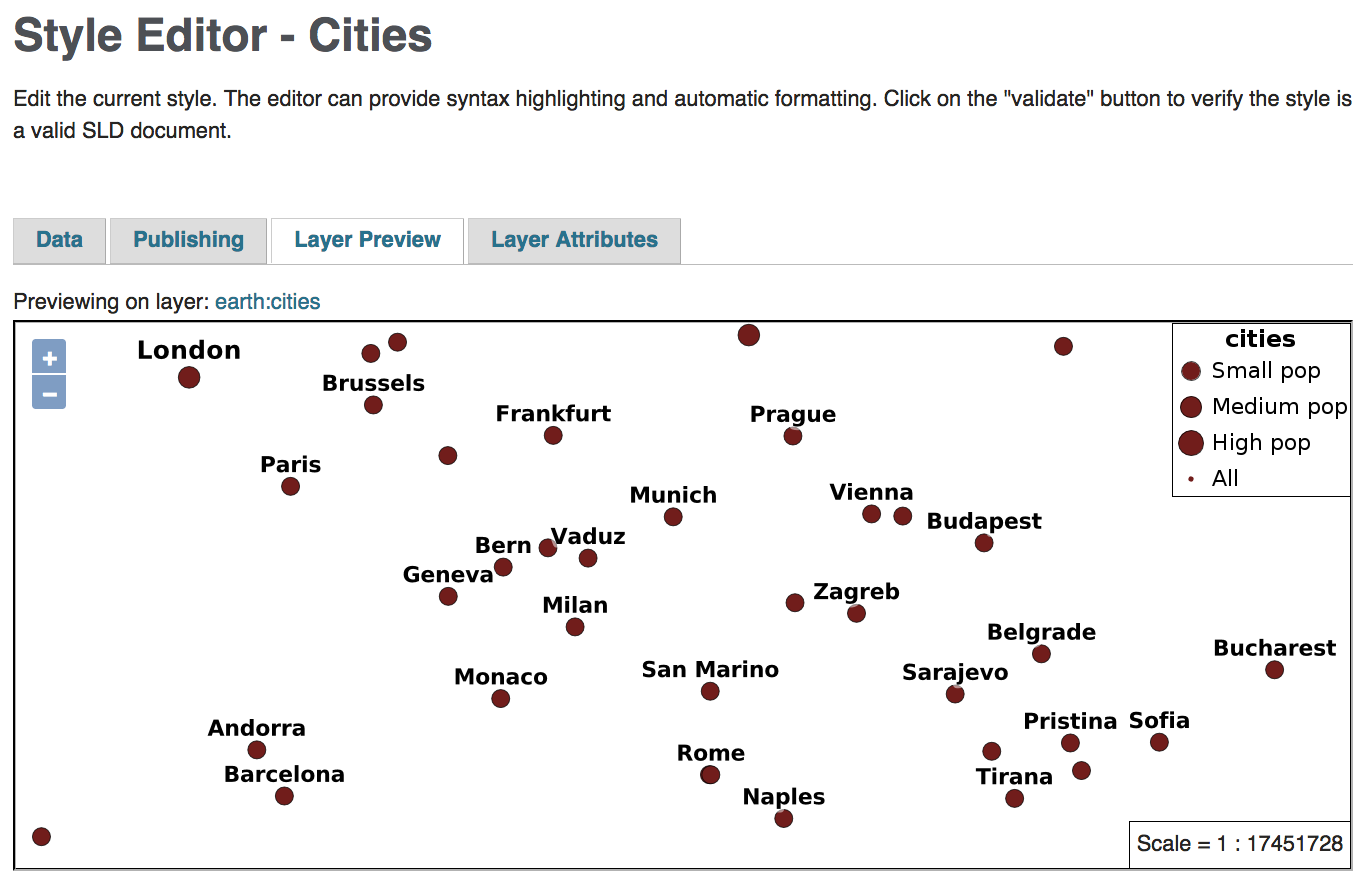 Style Editor - Cities
Edit the current style. The editor can provide syntax highlighting and automatic formatting. Click on the "validate" button to verify the style is
a valid SLD document.
Data
Publishing
Layer Preview
Layer Attributes
Previewing on layer: earth:cities
+
−
London
Brussels
Frankfurt
Prague
Paris
Munich
Vienna
Budapest
Bern
Vaduz
Geneva
Milan
Zagreb
Belgrade
Bucharest
Monaco
San Marino
Sarajevo
Andorra
Pristina
Sofia
Barcelona
Rome
Tirana
Naples
cities
Small pop
Medium pop
High pop
All
Scale = 1 : 17451728